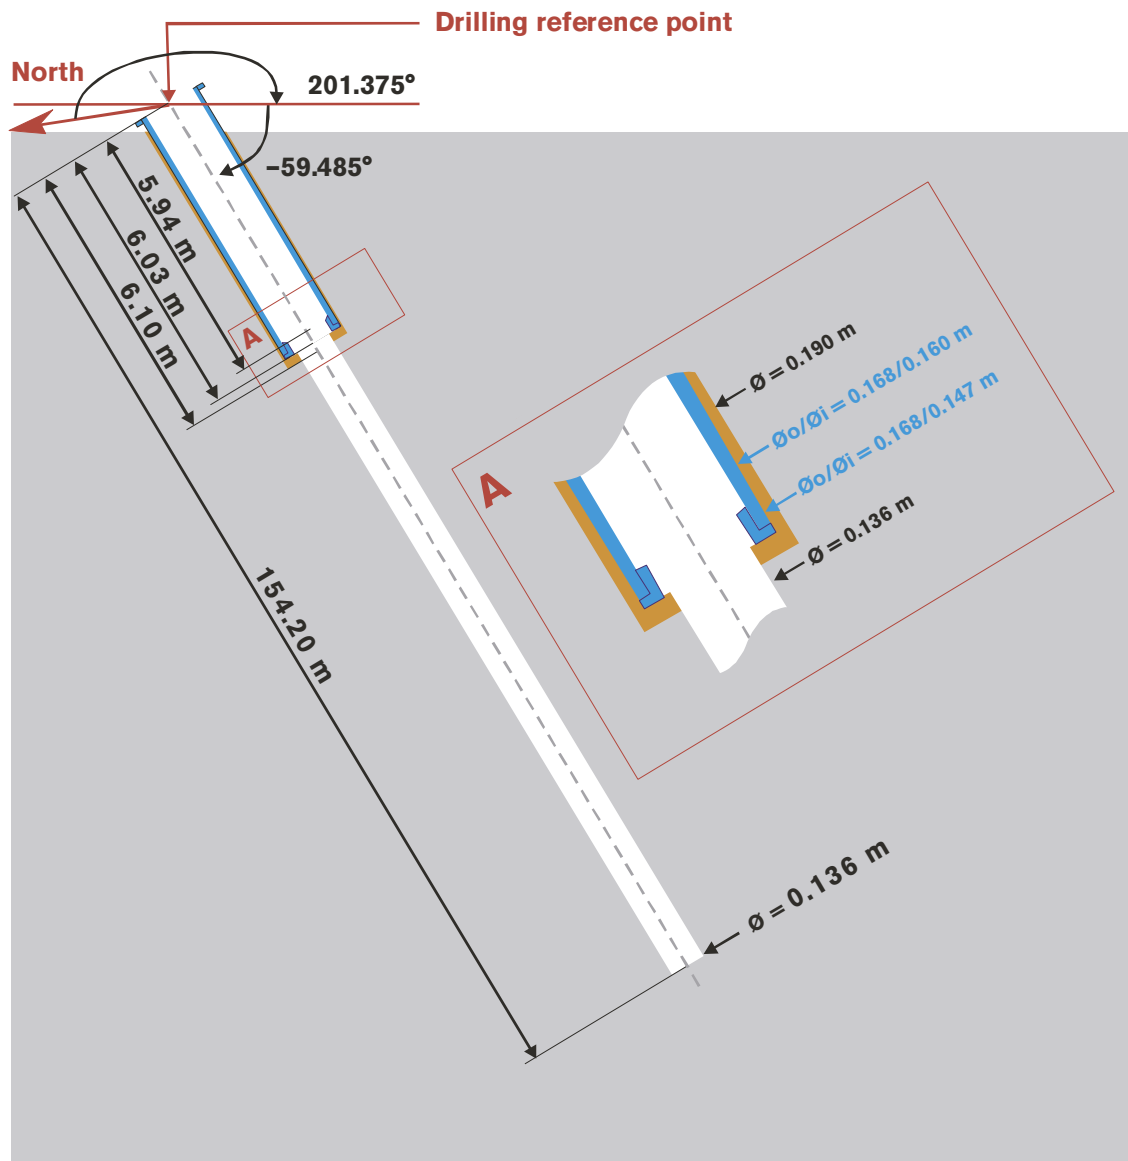 Drilling reference point
North
201.375°
−59.485°
5.94 m
6.03 m
6.10 m
A
154.20 m
A
Ø = 0.190 m
Øo/Øi = 0.168/0.160 m
Øo/Øi = 0.168/0.147 m
Ø = 0.136 m
Ø = 0.136 m